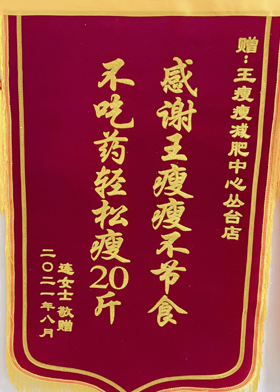 赠:王瘦瘦减肥中心丛台店
感谢王瘦瘦不节食
不吃药轻松瘦20斤
连女士敬赠
二〇二一年八月